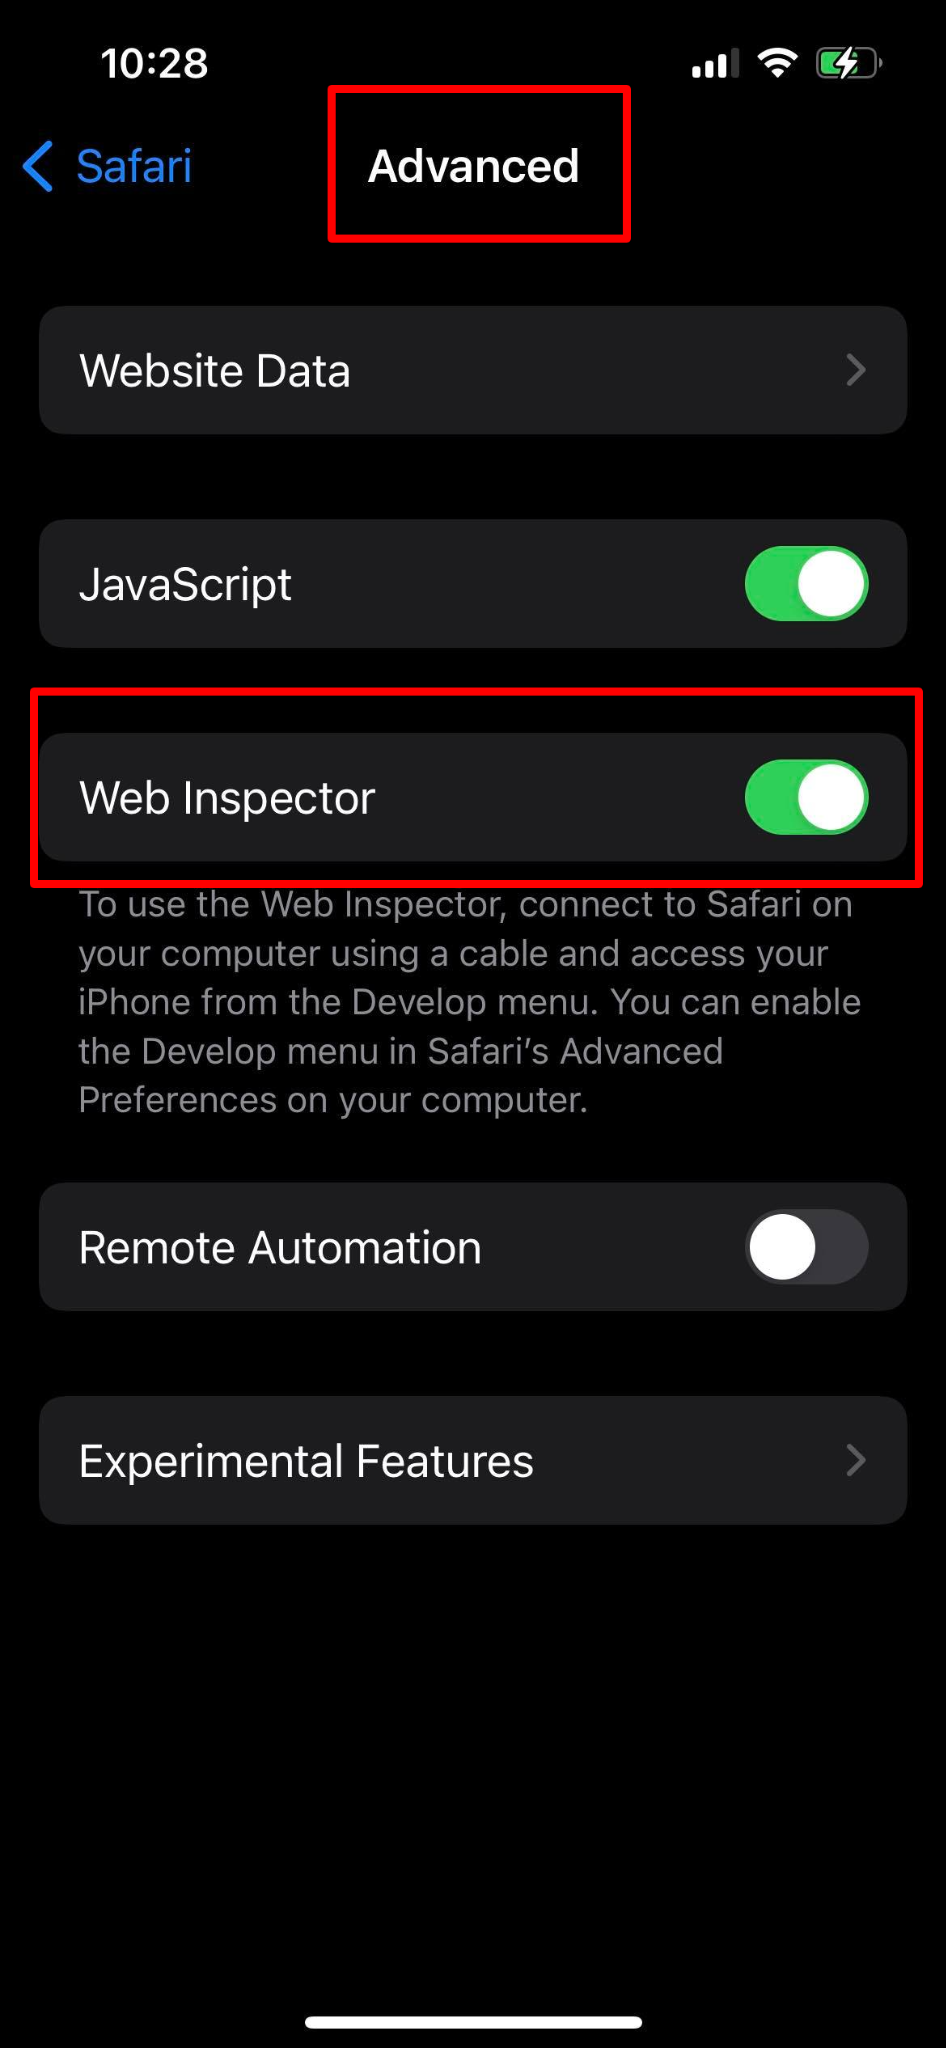 10:28
Safari
Advanced
Website Data
JavaScript
Web Inspector
To use the Web Inspector, connect to Safari on
your computer using a cable and access your
iPhone from the Develop menu. You can enable
the Develop menu in Safari’s Advanced
Preferences on your computer.
Remote Automation
Experimental Features